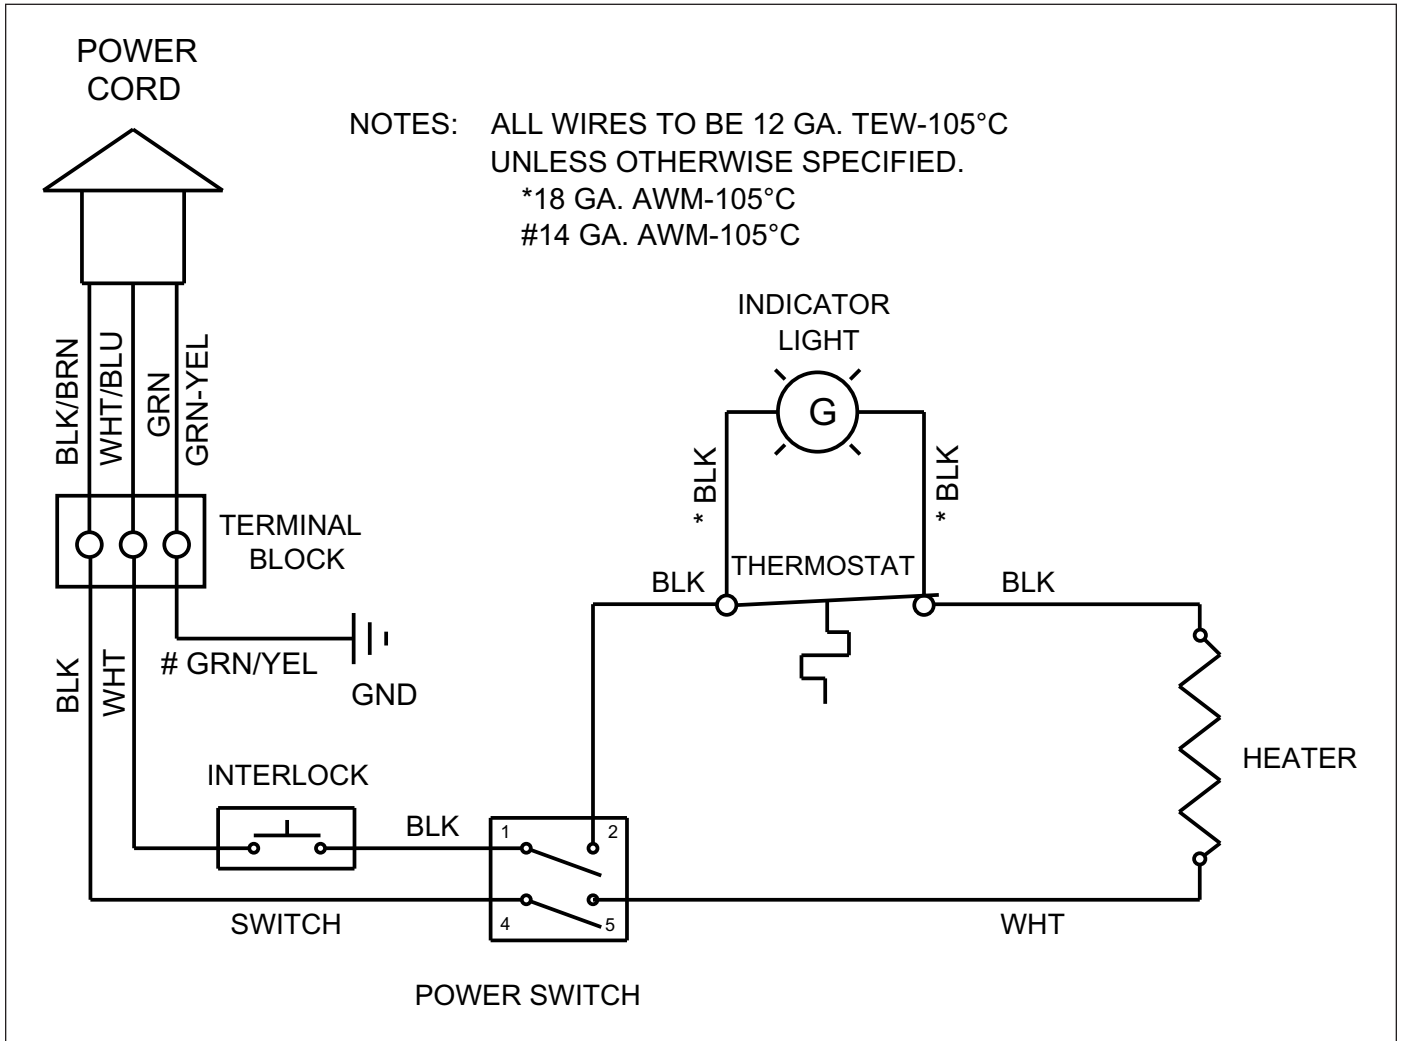 POWER
CORD
NOTES: ALL WIRES TO BE 12 GA. TEW-105°C
UNLESS OTHERWISE SPECIFIED.
*18 GA. AWM-105°C
#14 GA. AWM-105°C
INDICATOR
LIGHT
G
BLK/BRN
WHT/BLU
GRN
GRN-YEL
* BLK
* BLK
TERMINAL
BLOCK
THERMOSTAT
BLK
BLK
# GRN/YEL
GND
BLK
WHT
HEATER
INTERLOCK
SWITCH
BLK
1
2
4
5
WHT
POWER SWITCH